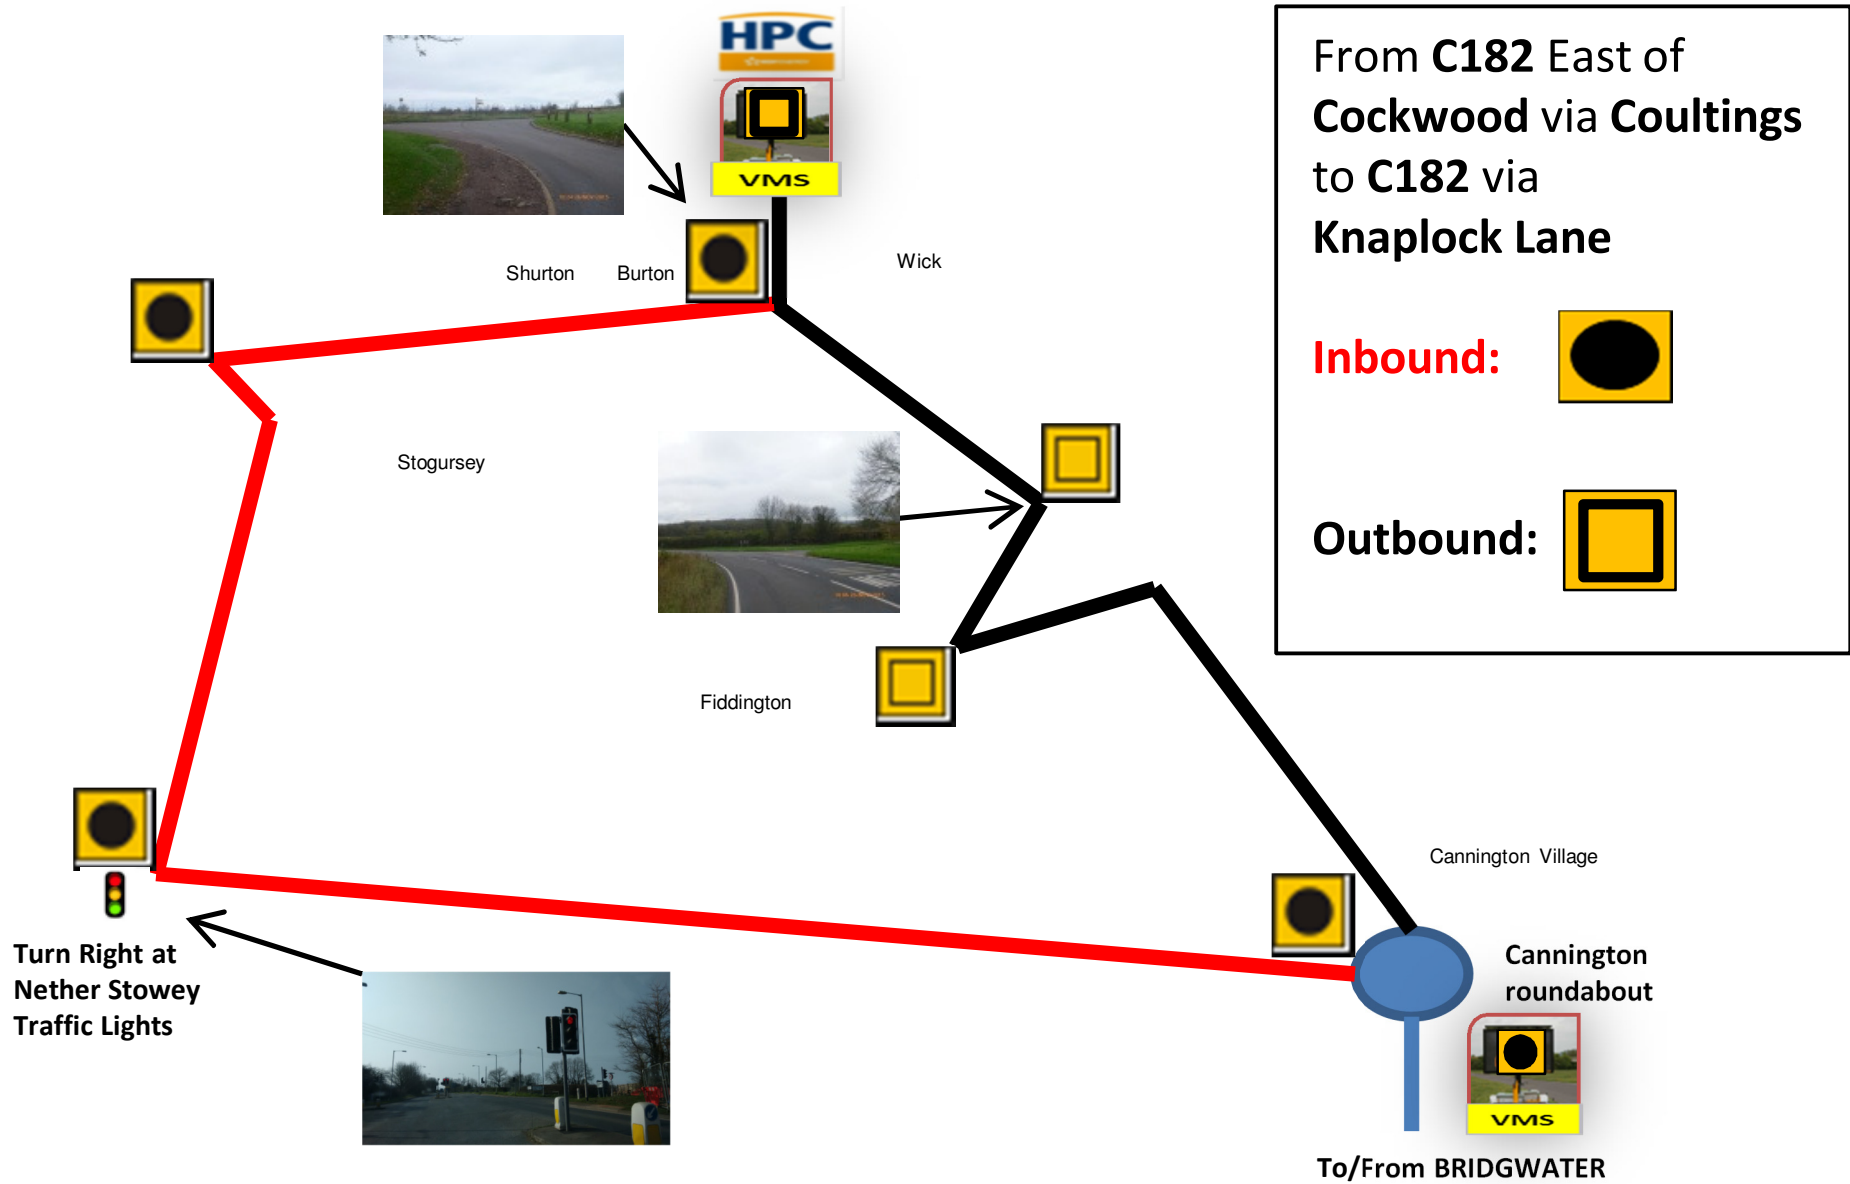 HPC
VMS
From C182 East of
Cockwood via Coultings
to C182 via
Knaplock Lane
Inbound:
Outbound:
Wick
Shurton
Burton
Stogursey
Fiddington
Cannington Village
Turn Right at
Nether Stowey
Traffic Lights
Cannington
roundabout
VMS
To/From BRIDGWATER